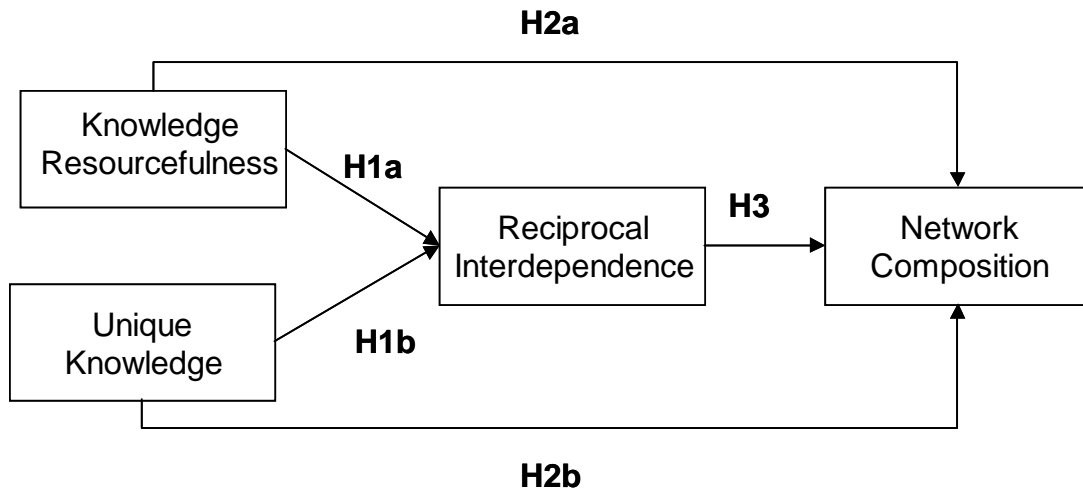 H2a
Knowledge
Resourcefulness
H1a
Reciprocal
Interdependence
H3
Network
Composition
Unique
Knowledge
H1b
H2b